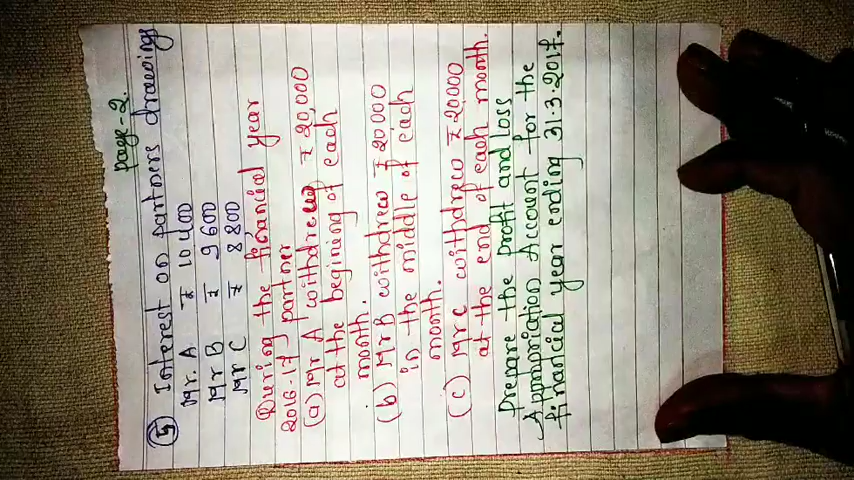 Page-2.
(5) Interest on partners drawings
Mr. A ₹ 10400
Mr B ₹ 9600
Mr C ₹ 8800
During the financial year
2016-17 partner
(a) Mr A withdrew ₹ 20,000
at the begining of each
month.
(b) Mr B withdrew ₹ 20000
in the middle of each
month.
(c) Mr C withdrew ₹ 20000
at the end of each month.
Prepare the profit and loss
Appropriation Account for the
financial year ending 31.3.2017.